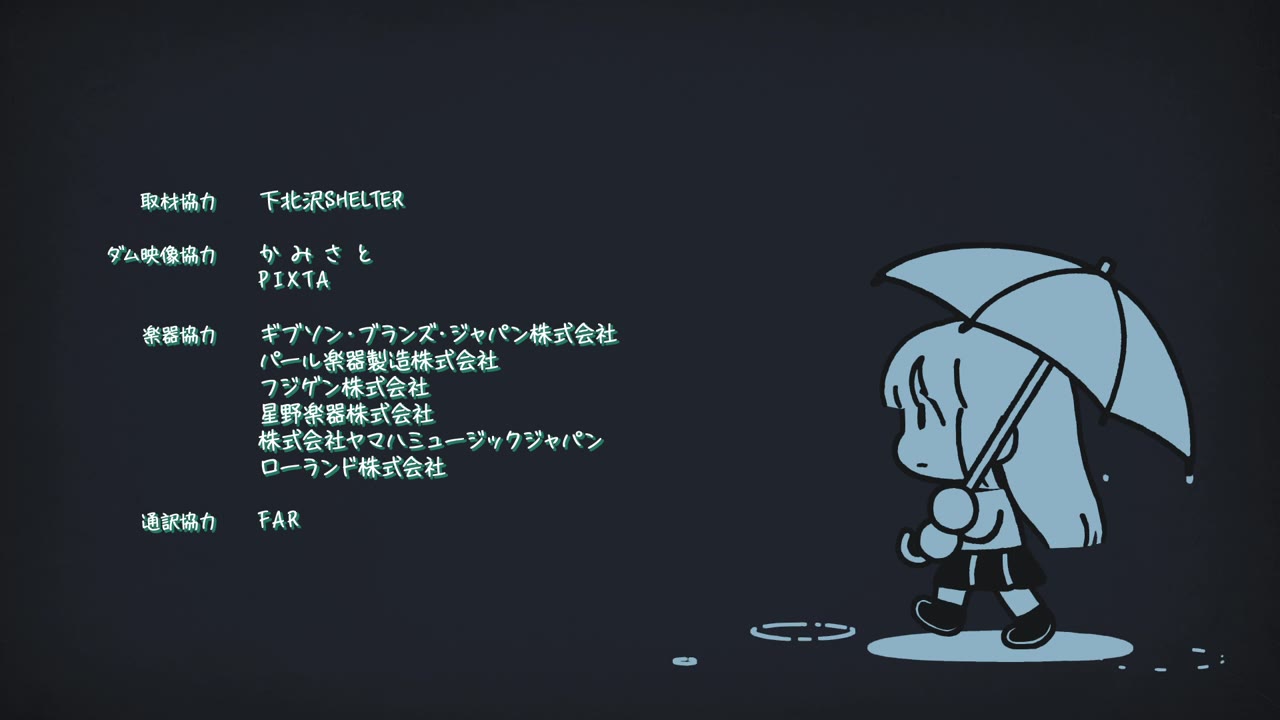 取材協力 下北沢SHELTER
ダム映像協力 かみさと
PIXTA
楽器協力 ギブソン・ブランズ・ジャパン株式会社
パール楽器製造株式会社
フジゲン株式会社
星野楽器株式会社
株式会社ヤマハミュージックジャパン
ローランド株式会社
通訳協力 FAR